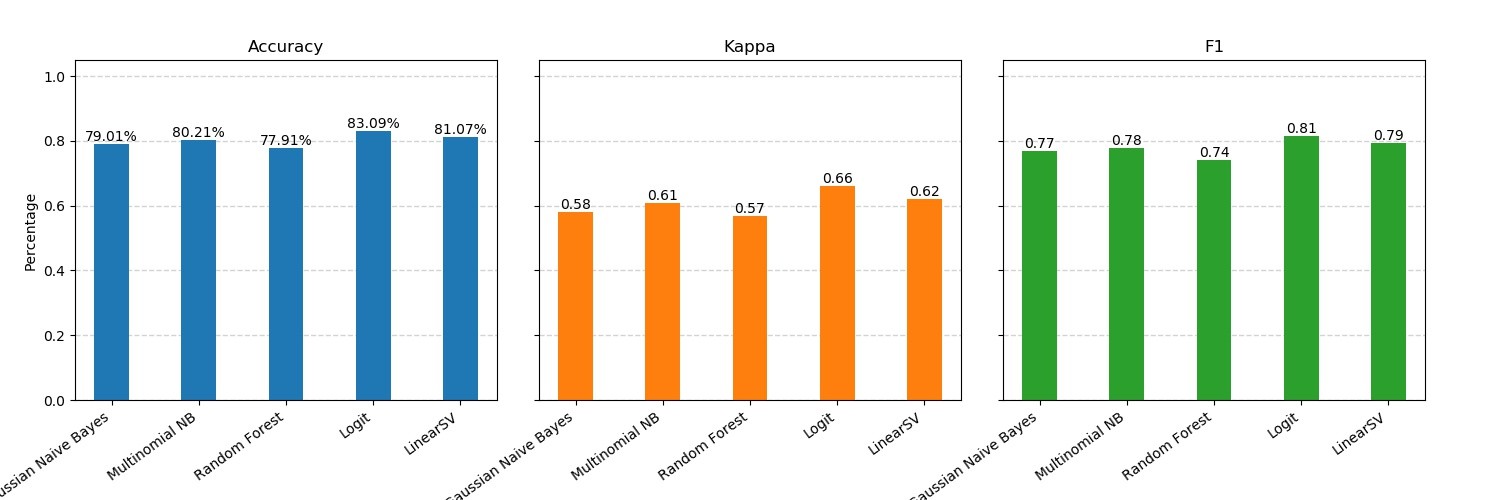 Accuracy
Kappa
F1
Percentage
1.0
0.8
0.6
0.4
0.2
0.0
79.01%
80.21%
77.91%
83.09%
81.07%
0.58
0.61
0.57
0.66
0.62
0.77
0.78
0.74
0.81
0.79
ussian Naive Bayes
Multinomial NB
Random Forest
Logit
LinearSV
Gaussian Naive Bayes
Multinomial NB
Random Forest
Logit
LinearSV
Gaussian Naive Bayes
Multinomial NB
Random Forest
Logit
LinearSV